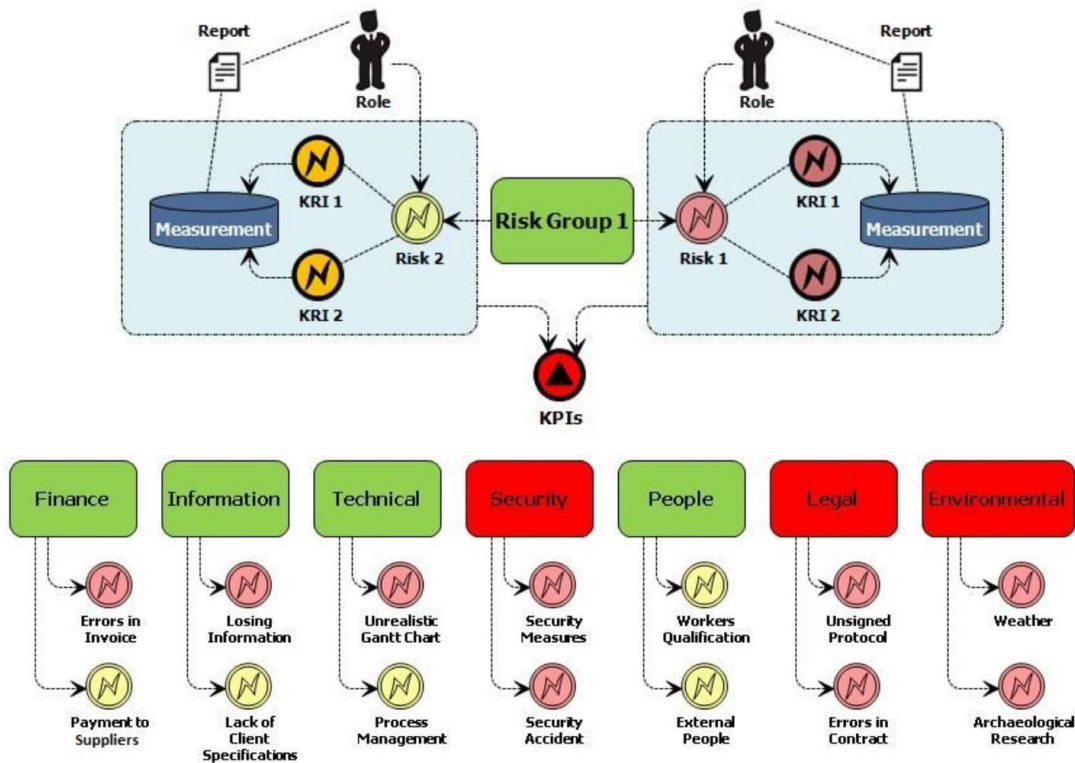 Report
Role
Report
Role
KRI 1
Measurement
Risk 2
KRI 2
Risk Group 1
KRI 1
Measurement
Risk 1
KRI 2
KPIs
Finance
Information
Technical
Security
People
Legal
Environmental
Errors in
Invoice
Losing
Information
Unrealistic
Gantt Chart
Security
Measures
Workers
Qualification
Unsigned
Protocol
Weather
Payment to
Suppliers
Lack of
Client
Specifications
Process
Management
Security
Accident
External
People
Errors in
Contract
Archaeological
Research